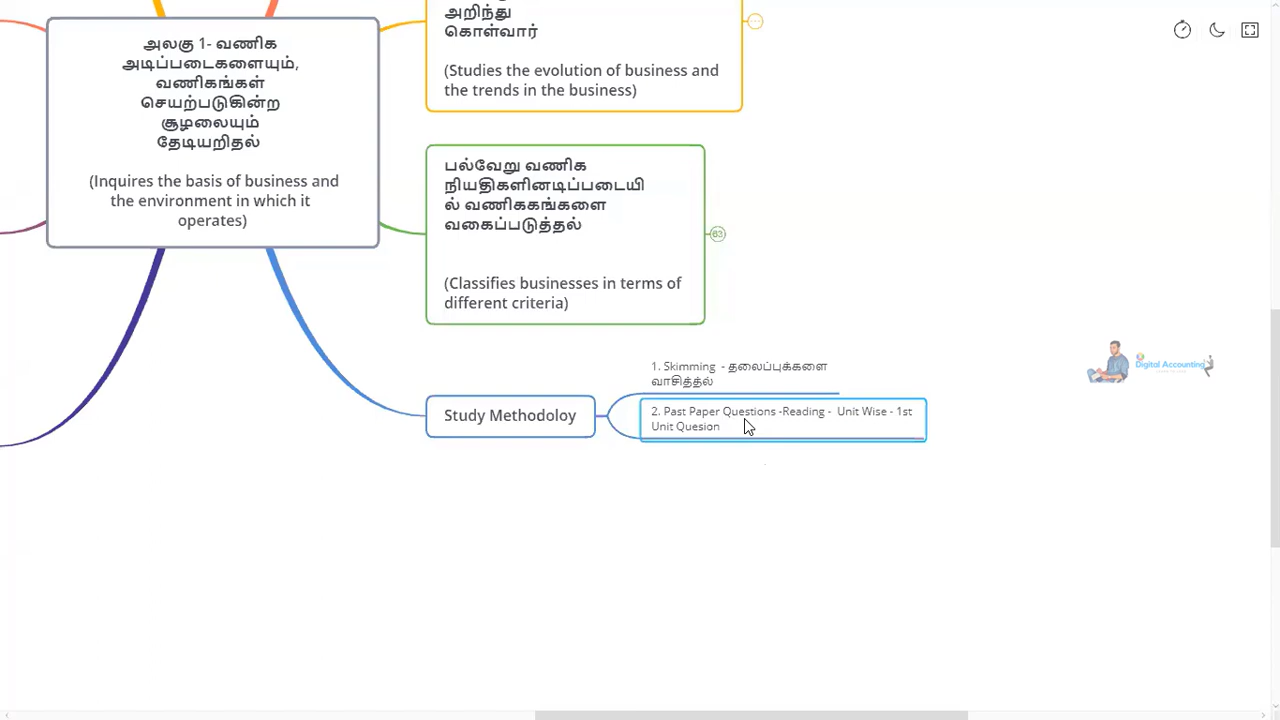 அறிந்து
கொள்வார்
(Studies the evolution of business and
the trends in the business)
அலகு 1- வணிக
அடிப்படைகளையும்,
வணிகங்கள்
செயற்படுகின்ற
சூழலையும்
தேடியறிதல்
(Inquires the basis of business and
the environment in which it
operates)
பல்வேறு வணிக
நியதிகளினடிப்படையி
ல் வணிககங்களை
வகைப்படுத்தல்
(Classifies businesses in terms of
different criteria)
63
Study Methodoloy
1. Skimming - தலைப்புக்களை
வாசித்த்ல்
2. Past Paper Questions -Reading - Unit Wise - 1st
Unit Quesion
Digital Accounting